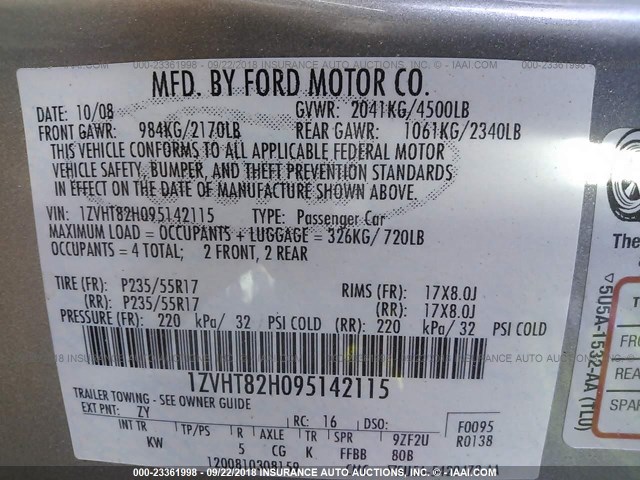 000-23361998 - 09/22/2018 - INSURANCE AUTO AUCTIONS, INC. © - IAAI.COM
MFD. BY FORD MOTOR CO.
DATE: 10/08 GVWR: 2041KG/4500LB
FRONT GAWR: 984KG/2170LB REAR GAWR: 1061KG/2340LB
THIS VEHICLE CONFORMS TO ALL APPLICABLE FEDERAL MOTOR
VEHICLE SAFETY, BUMPER, AND THEFT PREVENTION STANDARDS
IN EFFECT ON THE DATE OF MANUFACTURE SHOWN ABOVE.
VIN: 1ZVHT82H095142115 TYPE: Passenger Car
MAXIMUM LOAD = OCCUPANTS + LUGGAGE = 326KG/ 720LB
OCCUPANTS = 4 TOTAL; 2 FRONT, 2 REAR
TIRE (FR): P235/55R17 RIMS (FR): 17X8.0J
(RR): P235/55R17 (RR): 17X8.0J
PRESSURE (FR): 220 kPa/ 32 PSI COLD (RR): 220 kPa/ 32 PSI COLD
1ZVHT82H095142115
TRAILER TOWING - SEE OWNER GUIDE
EXT PNT: ZY RC: 16 DSO: F0095
R0138
INT TR TP/PS R AXLE TR SPR 9ZF2U
KW 5 CG K FFBB 80B
1200810308159
The
▽5U5A-1532-AA (TLU)
T
FRO
REA
SPAR
000-23361998 - 09/22/2018 - INSURANCE AUTO AUCTIONS, INC. © - IAAI.COM